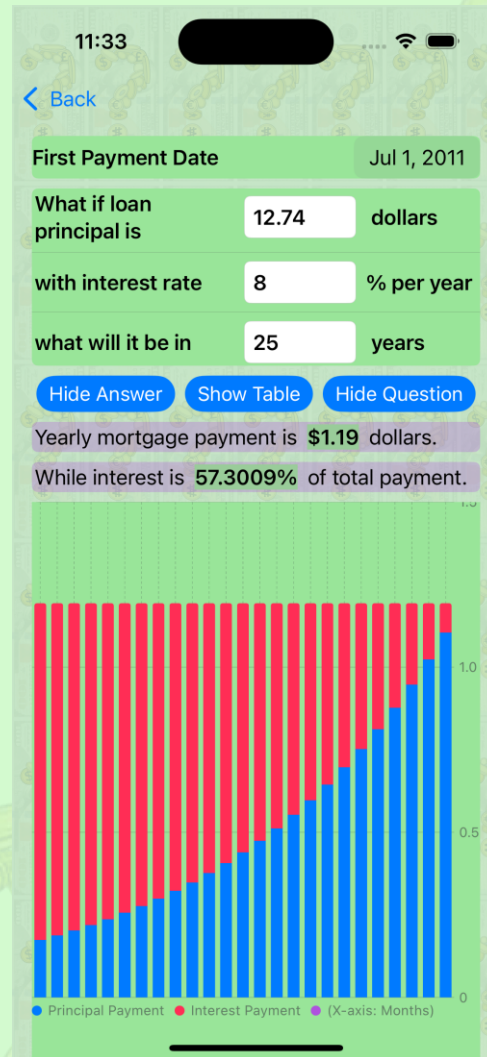 11:33
Back
First Payment Date Jul 1, 2011
What if loan
principal is 12.74 dollars
with interest rate 8 % per year
what will it be in 25 years
Hide Answer Show Table Hide Question
Yearly mortgage payment is $1.19 dollars.
While interest is 57.3009% of total payment.
1.5
1.0
0.5
0
Principal Payment Interest Payment (X-axis: Months)